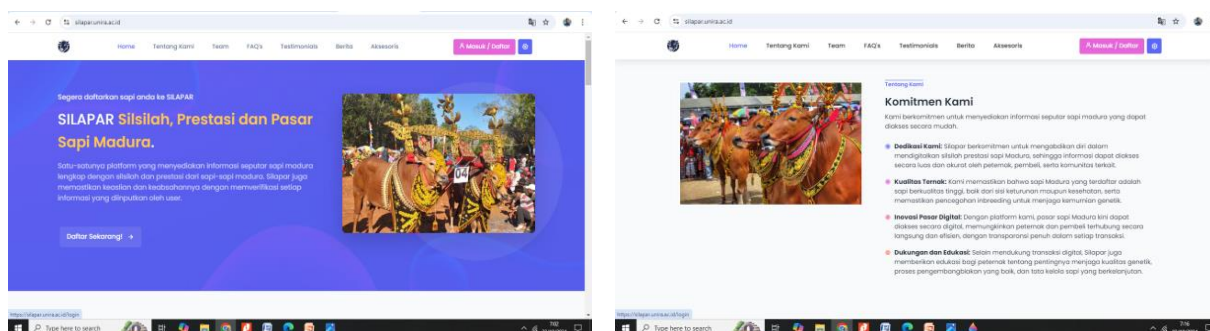 silapar.unira.ac.id
Home Tentang Kami Team FAQ's Testimonials Berita Aksesoris Masuk / Daftar
Segera daftarkan sapi anda ke SILAPAR
SILAPAR Silsilah, Prestasi dan Pasar
Sapi Madura.
Satu-satunya platform yang menyediakan informasi seputar sapi madura
lengkap dengan silsilah dan prestasi dari sapi-sapi madura. Silapar juga
memastikan keaslian dan keabsahannya dengan memverifikasi setiap
informasi yang diinputkan oleh user.
Daftar Sekarang! →
04
https://silapar.unira.ac.id/login
Type here to search
7:02
silapar.unira.ac.id
Home Tentang Kami Team FAQ's Testimonials Berita Aksesoris Masuk / Daftar
Tentang Kami
Komitmen Kami
Kami berkomitmen untuk menyediakan informasi seputar sapi madura yang dapat
diakses secara mudah.
Dedikasi Kami: Silapar berkomitmen untuk mengabdikan diri dalam
mendigitalkan silsilah prestasi sapi Madura, sehingga informasi dapat diakses
secara luas dan akurat oleh peternak, pembeli, serta komunitas terkait.
Kualitas Ternak: Kami memastikan bahwa sapi Madura yang terdaftar adalah
sapi berkualitas tinggi, baik dari sisi keturunan maupun kesehatan, serta
memastikan pencegahan inbreeding untuk menjaga kemurnian genetik.
Inovasi Pasar Digital: Dengan platform kami, pasar sapi Madura kini dapat
diakses secara digital, memungkinkan peternak dan pembeli terhubung secara
langsung dan efisien, dengan transparansi penuh dalam setiap transaksi.
Dukungan dan Edukasi: Selain mendukung transaksi digital, Silapar juga
memberikan edukasi bagi peternak tentang pentingnya menjaga kualitas genetik,
proses pengembangbiakan yang baik, dan tata kelola sapi yang berkelanjutan.
https://silapar.unira.ac.id/login
Type here to search
7:16